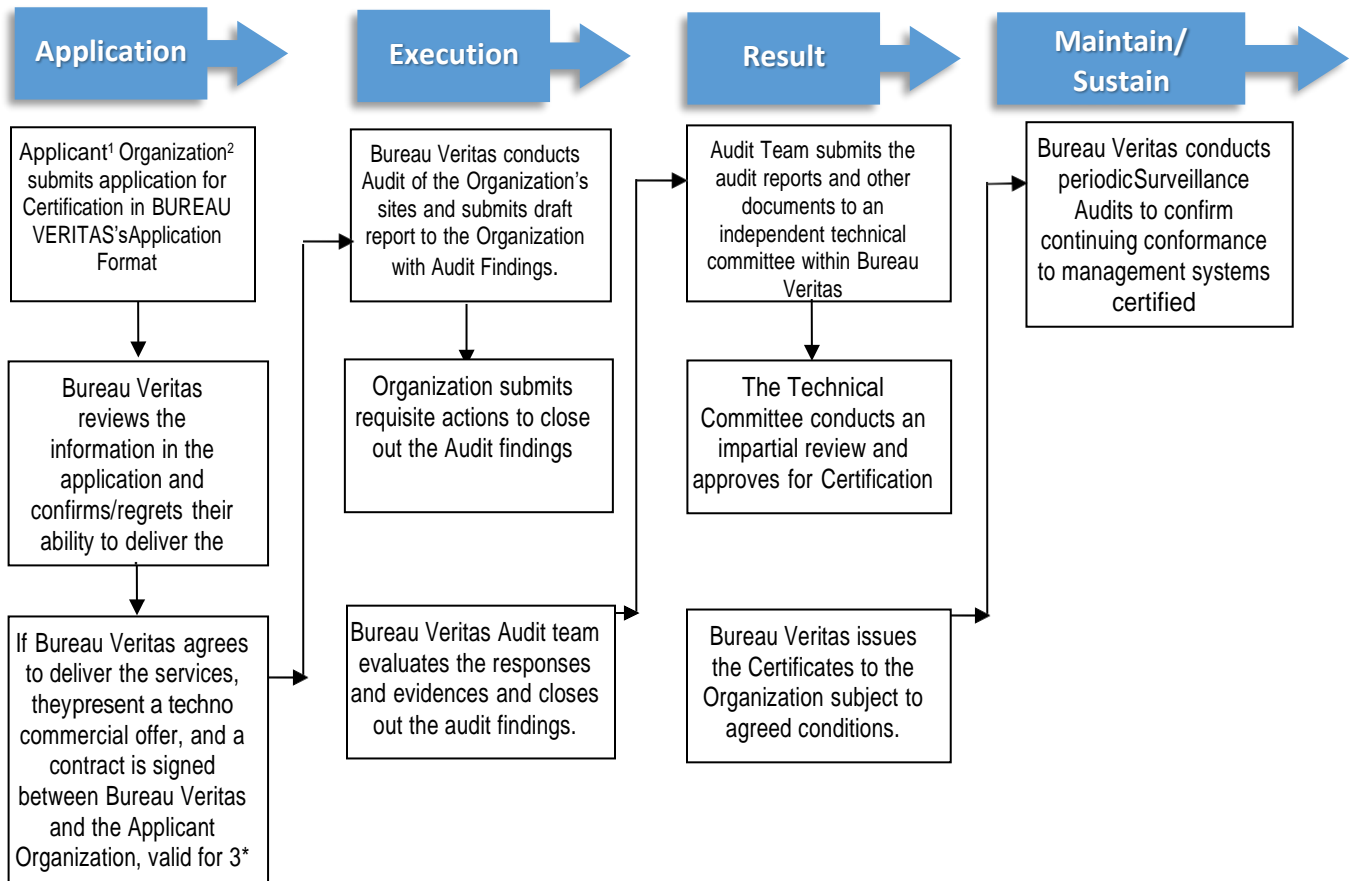 Application
Execution
Result
Maintain/
Sustain
Applicant¹ Organization²
submits application for
Certification in BUREAU
VERITAS'sApplication
Format
Bureau Veritas
reviews the
information in the
application and
confirms/regrets their
ability to deliver the
If Bureau Veritas agrees
to deliver the services,
theypresent a techno
commercial offer, and a
contract is signed
between Bureau Veritas
and the Applicant
Organization, valid for 3*
Bureau Veritas conducts
Audit of the Organization's
sites and submits draft
report to the Organization
with Audit Findings.
Organization submits
requisite actions to close
out the Audit findings
Bureau Veritas Audit team
evaluates the responses
and evidences and closes
out the audit findings.
Audit Team submits the
audit reports and other
documents to an
independent technical
committee within Bureau
Veritas
The Technical
Committee conducts an
impartial review and
approves for Certification
Bureau Veritas issues
the Certificates to the
Organization subject to
agreed conditions.
Bureau Veritas conducts
periodicSurveillance
Audits to confirm
continuing conformance
to management systems
certified